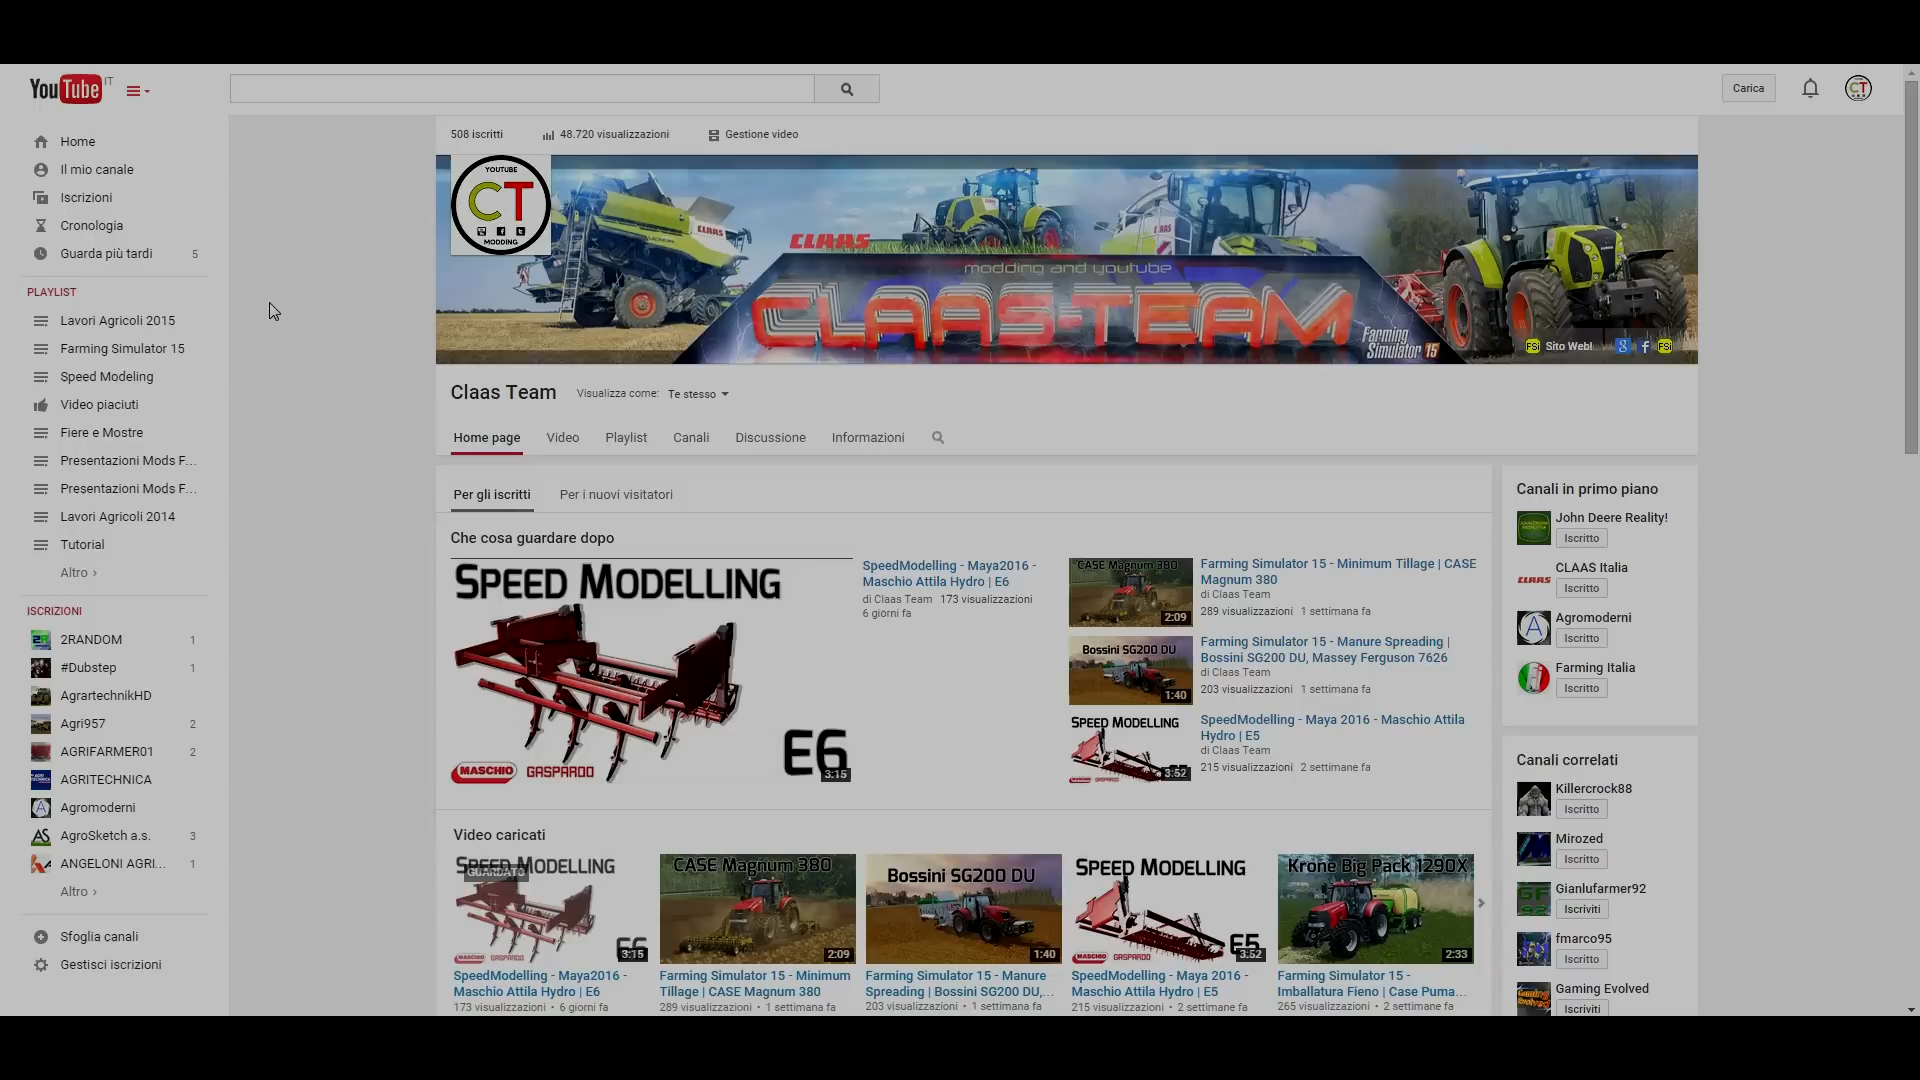 YouTube IT
Carica
Home
Il mio canale
Iscrizioni
Cronologia
Guarda più tardi 5
PLAYLIST
Lavori Agricoli 2015
Farming Simulator 15
Speed Modeling
Video piaciuti
Fiere e Mostre
Presentazioni Mods F...
Presentazioni Mods F...
Lavori Agricoli 2014
Tutorial
Altro ›
ISCRIZIONI
2RANDOM 1
#Dubstep 1
AgrartechnikHD
Agri957 2
AGRIFARMER01 2
AGRITECHNICA
Agromoderni
AgroSketch a.s. 3
ANGELONI AGRI... 1
Altro ›
Sfoglia canali
Gestisci iscrizioni
508 iscritti 48.720 visualizzazioni Gestione video
YOUTUBE
CT
MODDING
CLAAS
CLAAS
CLAAS
modding and youtube
CLAAS-TEAM
Farming
Simulator 15
Sito Web!
Claas Team Visualizza come: Te stesso
Home page Video Playlist Canali Discussione Informazioni
Per gli iscritti Per i nuovi visitatori
Che cosa guardare dopo
SPEED MODELLING
E6
MASCHIO GASPARDO
3:15
SpeedModelling - Maya2016 -
Maschio Attila Hydro | E6
di Claas Team 173 visualizzazioni
6 giorni fa
CASE Magnum 380
2:09
Farming Simulator 15 - Minimum Tillage | CASE
Magnum 380
di Claas Team
289 visualizzazioni 1 settimana fa
Bossini SG200 DU
1:40
Farming Simulator 15 - Manure Spreading |
Bossini SG200 DU, Massey Ferguson 7626
di Claas Team
203 visualizzazioni 1 settimana fa
SPEED MODELLING
3:52
SpeedModelling - Maya 2016 - Maschio Attila
Hydro | E5
di Claas Team
215 visualizzazioni 2 settimane fa
Video caricati
SPEED MODELLING
GUARDATO
E6
3:15
SpeedModelling - Maya2016 -
Maschio Attila Hydro | E6
173 visualizzazioni • 6 giorni fa
CASE Magnum 380
2:09
Farming Simulator 15 - Minimum
Tillage | CASE Magnum 380
289 visualizzazioni • 1 settimana fa
Bossini SG200 DU
1:40
Farming Simulator 15 - Manure
Spreading | Bossini SG200 DU,...
203 visualizzazioni • 1 settimana fa
SPEED MODELLING
E5
MASCHIO GASPARDO
3:52
SpeedModelling - Maya 2016 -
Maschio Attila Hydro | E5
215 visualizzazioni • 2 settimane fa
Krone Big Pack 1290X
2:33
Farming Simulator 15 -
Imballatura Fieno | Case Puma...
265 visualizzazioni • 2 settimane fa
Canali in primo piano
John Deere Reality!
Iscritto
CLAAS Italia
Iscritto
Agromoderni
Iscritto
Farming Italia
Iscritto
Canali correlati
Killercrock88
Iscritto
Mirozed
Iscritto
Gianlufarmer92
Iscriviti
fmarco95
Iscritto
Gaming Evolved
Iscriviti